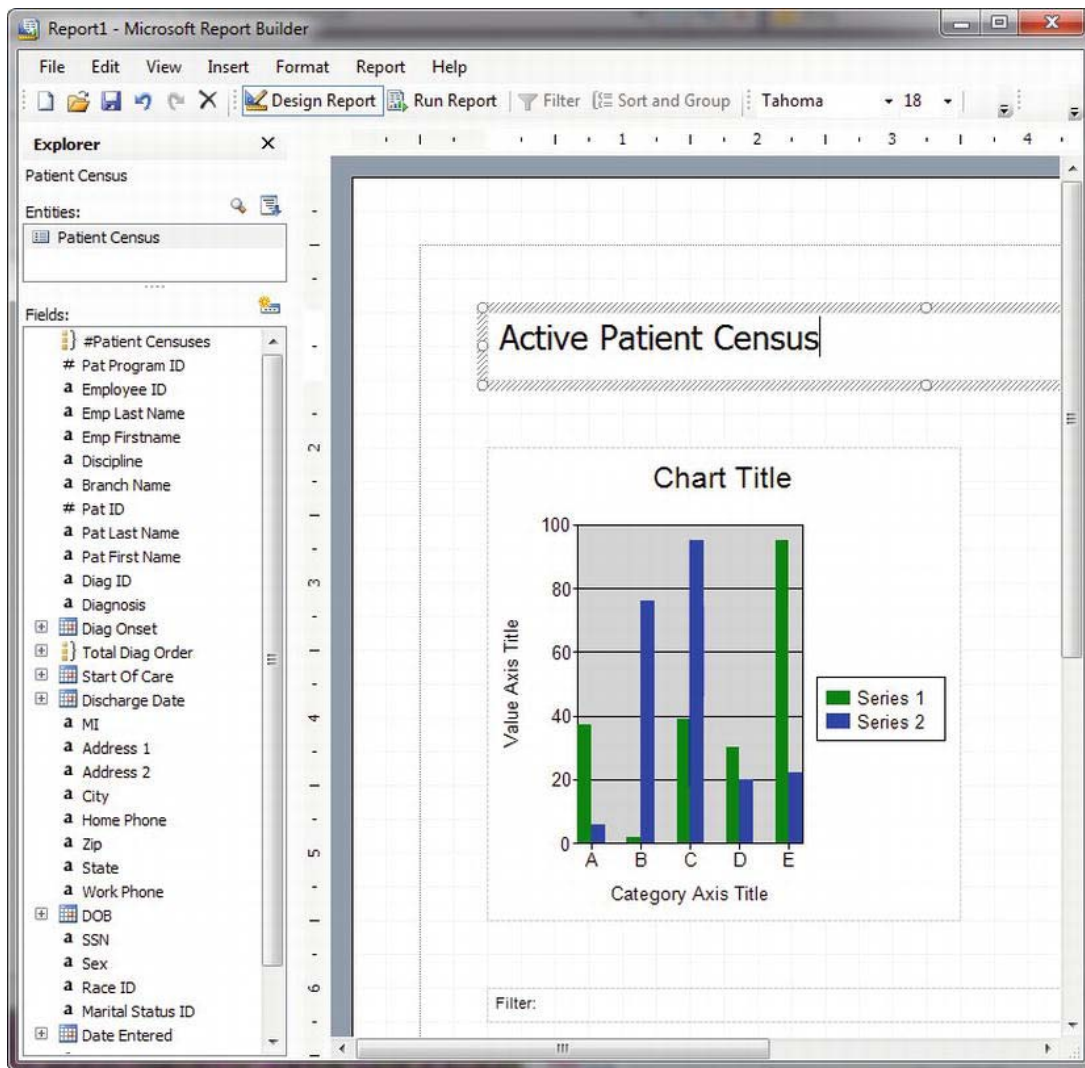 Report1 - Microsoft Report Builder
File Edit View Insert Format Report Help
Design Report Run Report Filter Sort and Group Tahoma 18
Explorer
1 2 3 4
Patient Census
Entities:
Patient Census
Fields:
#Patient Censuses
# Pat Program ID
a Employee ID
a Emp Last Name
a Emp Firstname
a Discipline
a Branch Name
# Pat ID
a Pat Last Name
a Pat First Name
a Diag ID
a Diagnosis
Diag Onset
Total Diag Order
Start Of Care
Discharge Date
a MI
a Address 1
a Address 2
a City
a Home Phone
a Zip
a State
a Work Phone
DOB
a SSN
a Sex
a Race ID
a Marital Status ID
Date Entered
2
3
4
5
6
Active Patient Census
Chart Title
100
80
60
40
20
0
Value Axis Title
A B C D E
Category Axis Title
Series 1
Series 2
Filter: